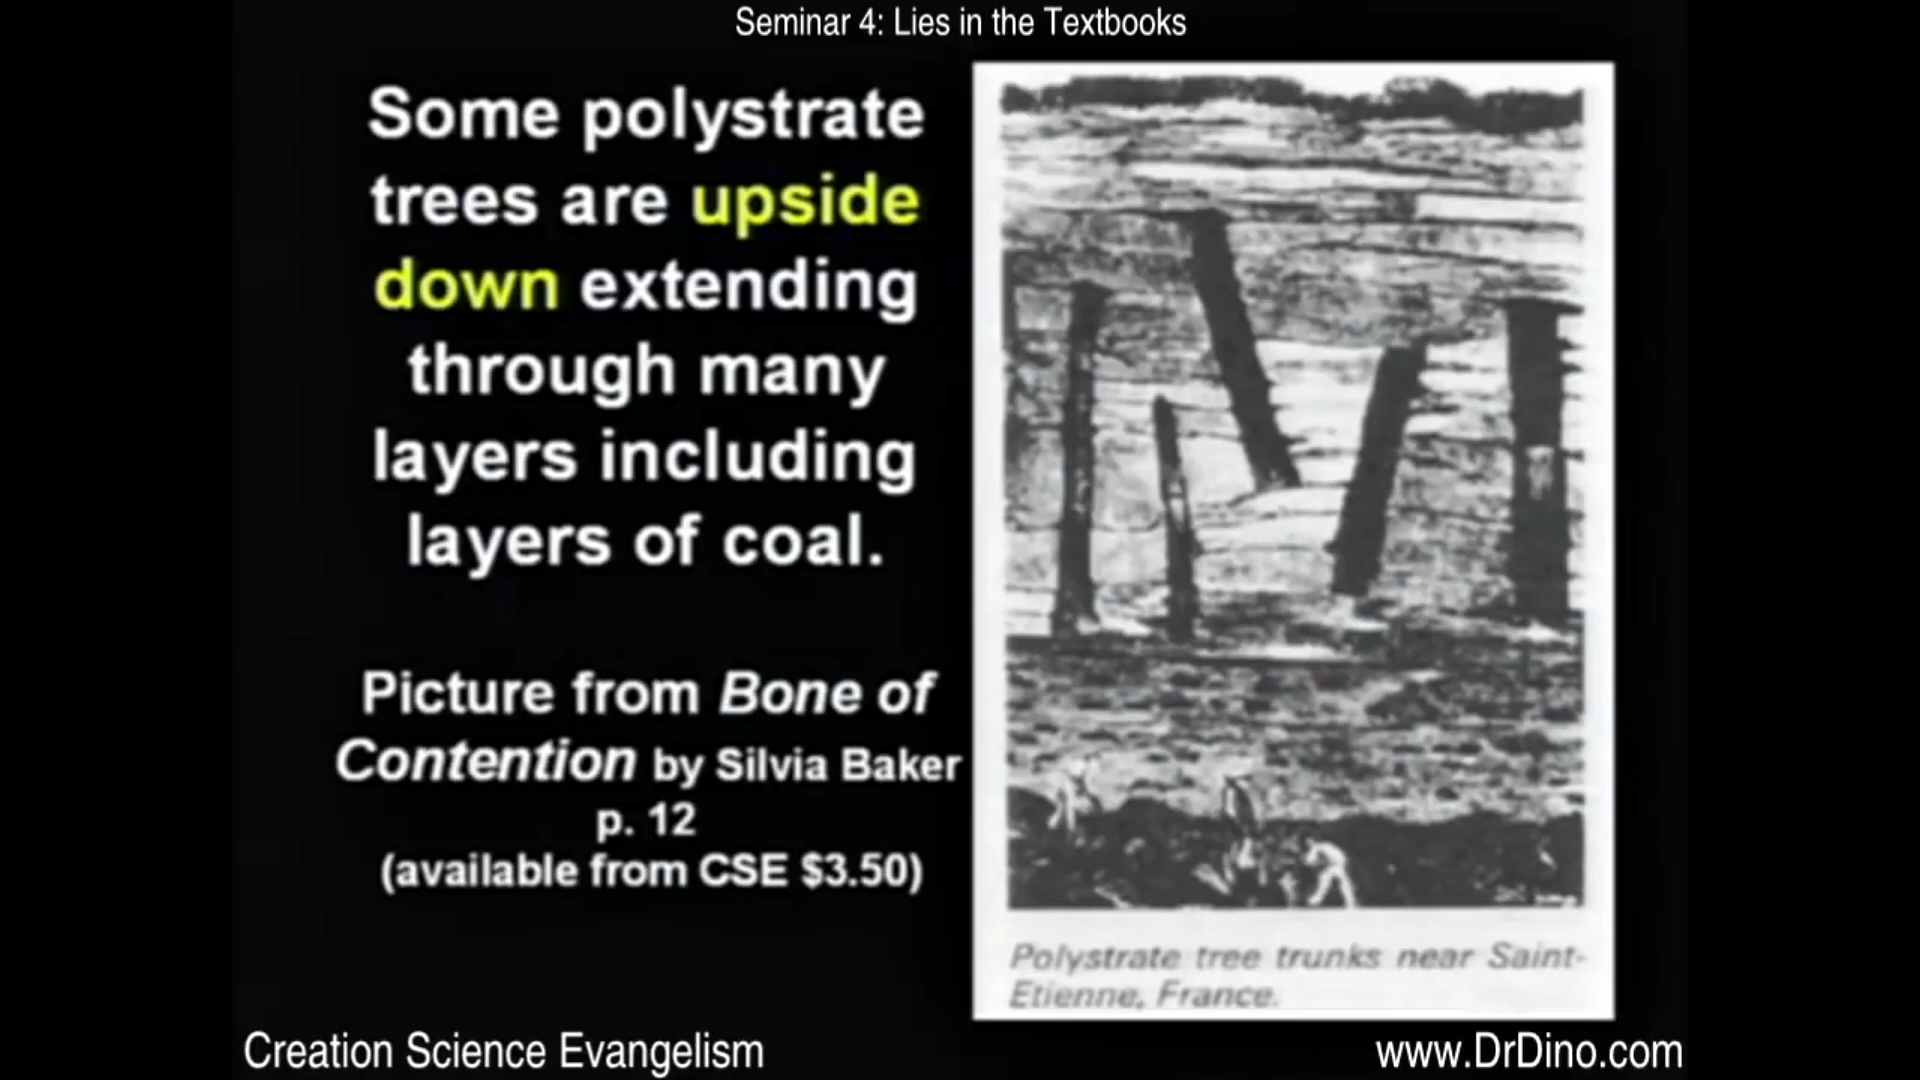 Seminar 4: Lies in the Textbooks
Some polystrate
trees are upside
down extending
through many
layers including
layers of coal.
Picture from Bone of
Contention by Silvia Baker
p. 12
(available from CSE $3.50)
Polystrate tree trunks near Saint-
Etienne, France.
Creation Science Evangelism
www.DrDino.com